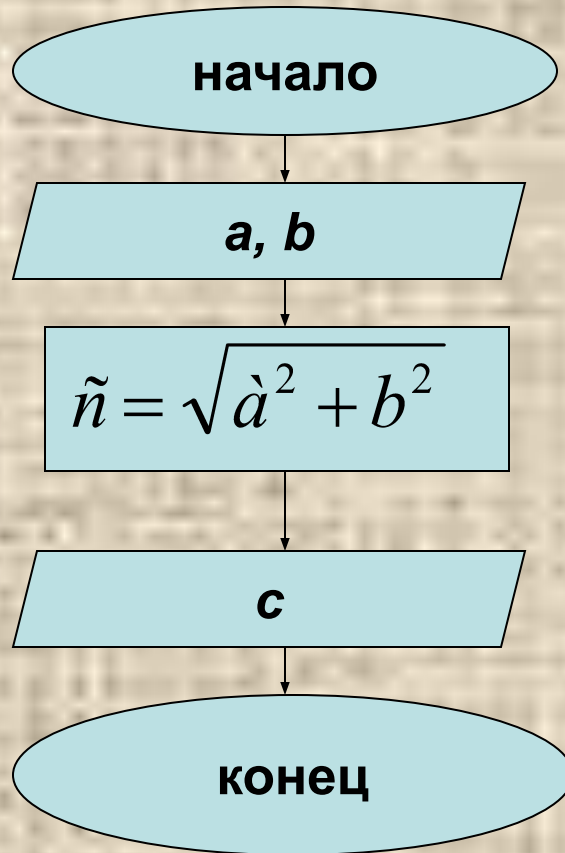 начало
a, b
ñ = √à² + b²
c
конец